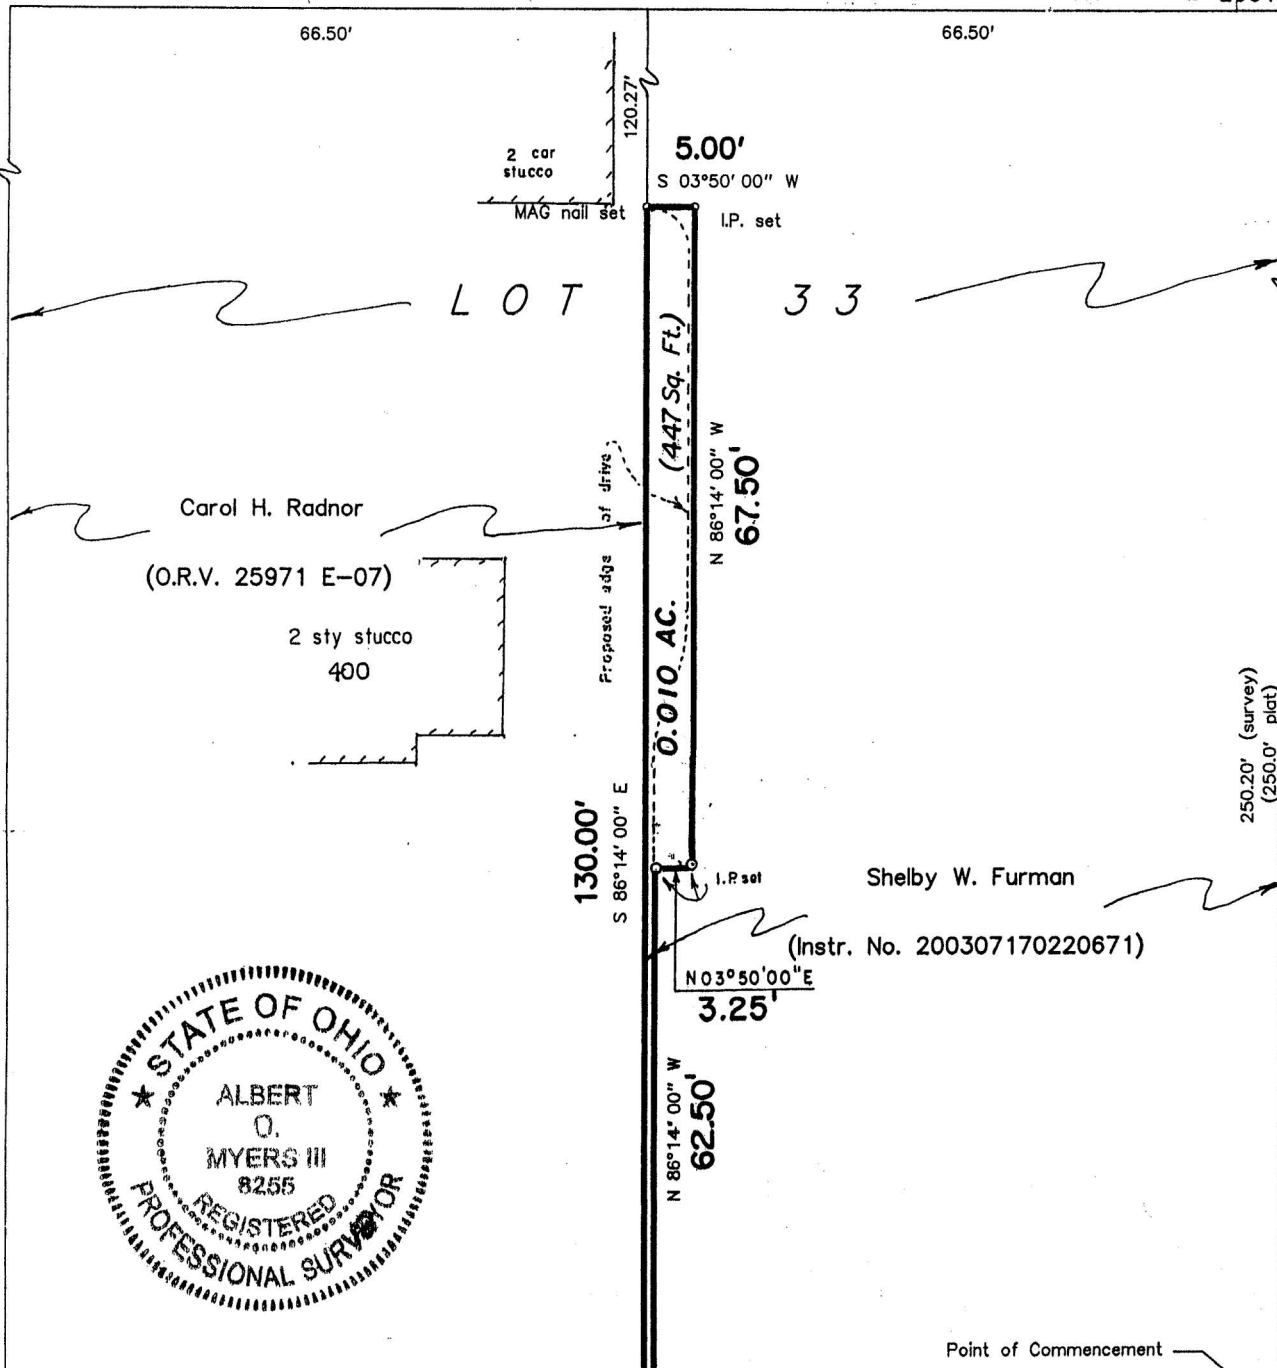 66.50'
66.50'
120.27'
2 car
stucco
5.00'
S 03°50'00" W
MAG nail set
I.P. set
LOT 33
(447 Sq. Ft.)
0.010 AC.
N 86°14'00" W
67.50'
Proposed edge of drive
Carol H. Radnor
(O.R.V. 25971 E-07)
2 sty stucco
400
130.00'
S 86°14'00" E
250.20' (survey)
(250.0' plat)
I.P. set
Shelby W. Furman
(Instr. No. 200307170220671)
N 03°50'00" E
3.25'
N 86°14'00" W
62.50'
★ STATE OF OHIO ★
ALBERT
O.
MYERS III
8255
REGISTERED
PROFESSIONAL SURVEYOR
Point of Commencement